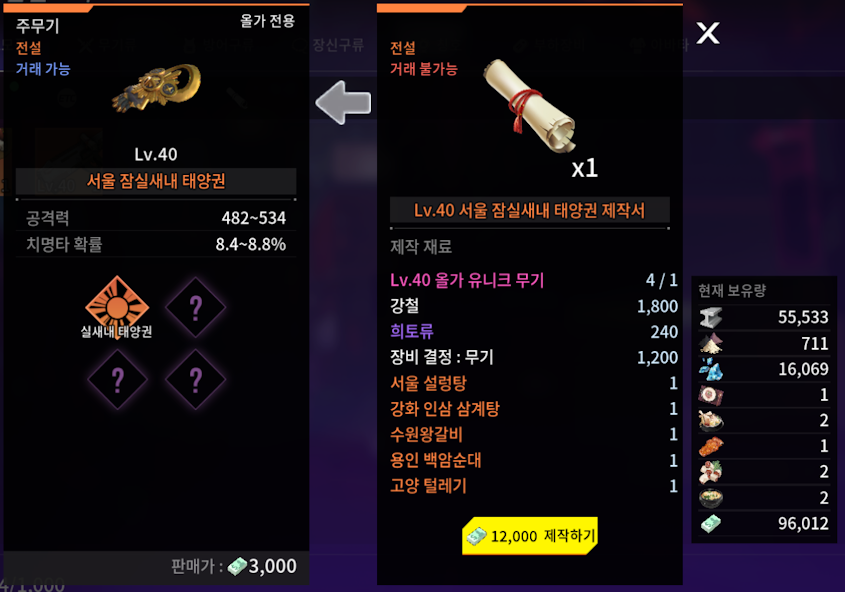 주무기
올가 전용
전설
거래 가능
Lv.40
서울 잠실새내 태양권
공격력 482~534
치명타 확률 8.4~8.8%
실새내 태양권
?
?
?
판매가 : 3,000
4/1,000
장신구류
전설
거래 불가능
x1
Lv.40 서울 잠실새내 태양권 제작서
제작 재료
Lv.40 올가 유니크 무기 4 / 1
강철 1,800
희토류 240
장비 결정 : 무기 1,200
서울 설렁탕 1
강화 인삼 삼계탕 1
수원왕갈비 1
용인 백암순대 1
고양 털레기 1
12,000 제작하기
X
현재 보유량
55,533
711
16,069
1
2
1
2
2
96,012